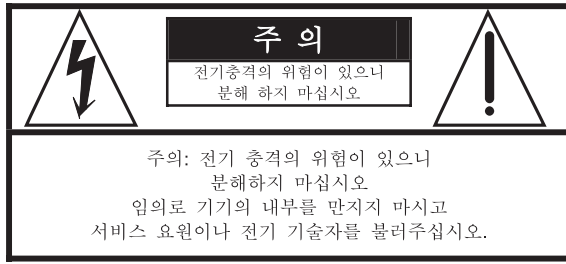 주 의
전기충격의 위험이 있으니
분해 하지 마십시오
주의: 전기 충격의 위험이 있으니
분해하지 마십시오
임의로 기기의 내부를 만지지 마시고
서비스 요원이나 전기 기술자를 불러주십시오.